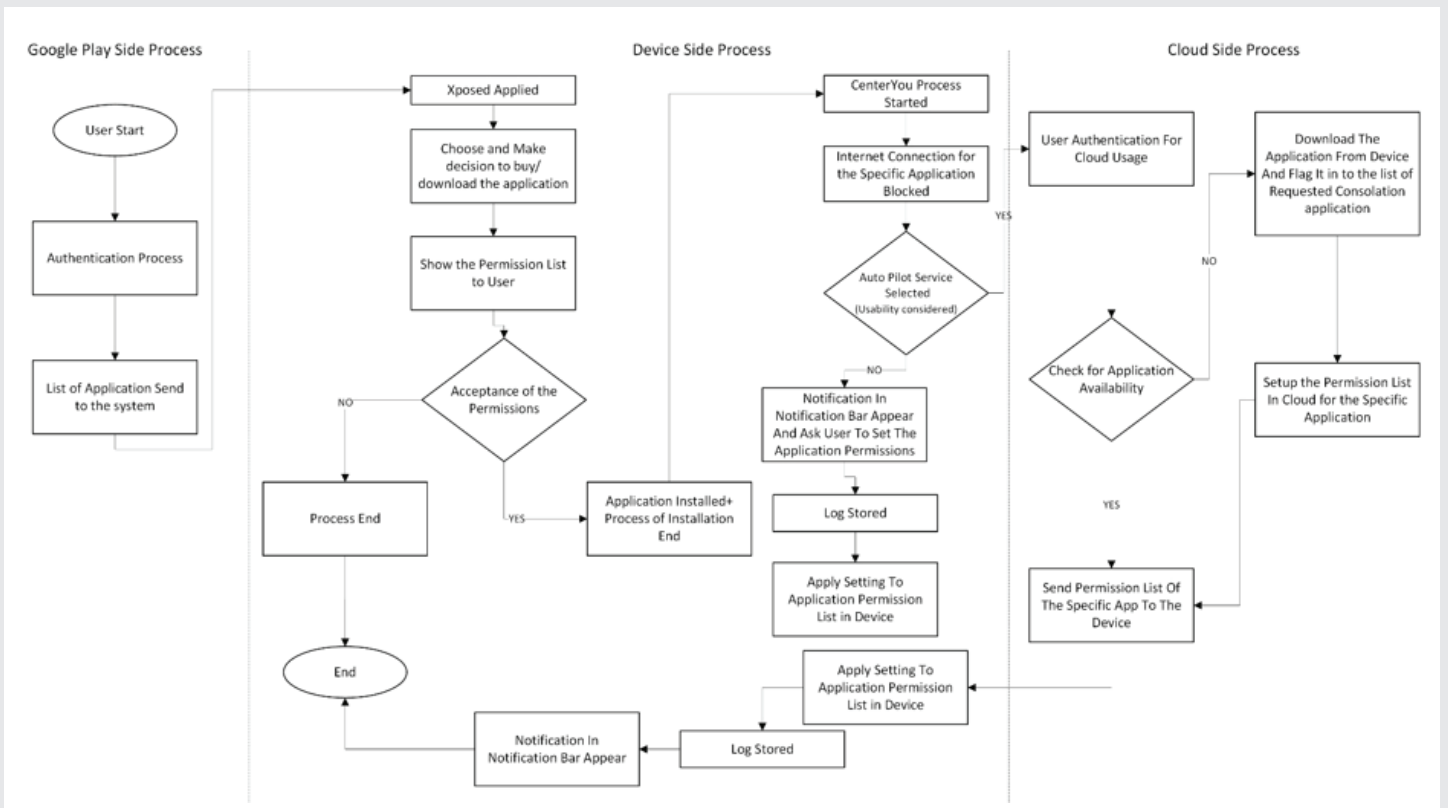 Google Play Side Process
Device Side Process
Cloud Side Process
User Start
Authentication Process
List of Application Send
to the system
Xposed Applied
Choose and Make
decision to buy/
download the application
Show the Permission List
to User
Acceptance of the
Permissions
NO
YES
Process End
End
Application Installed+
Process of Installation
End
CenterYou Process
Started
Internet Connection for
the Specific Application
Blocked
Auto Pilot Service
Selected
(Usability considered)
YES
NO
Notification In
Notification Bar Appear
And Ask User To Set The
Application Permissions
Log Stored
Apply Setting To
Application Permission
List in Device
User Authentication For
Cloud Usage
Check for Application
Availability
NO
YES
Download The
Application From Device
And Flag It in to the list of
Requested Consolation
application
Setup the Permission List
In Cloud for the Specific
Application
Send Permission List Of
The Specific App To The
Device
Apply Setting To
Application Permission
List in Device
Log Stored
Notification In
Notification Bar Appear